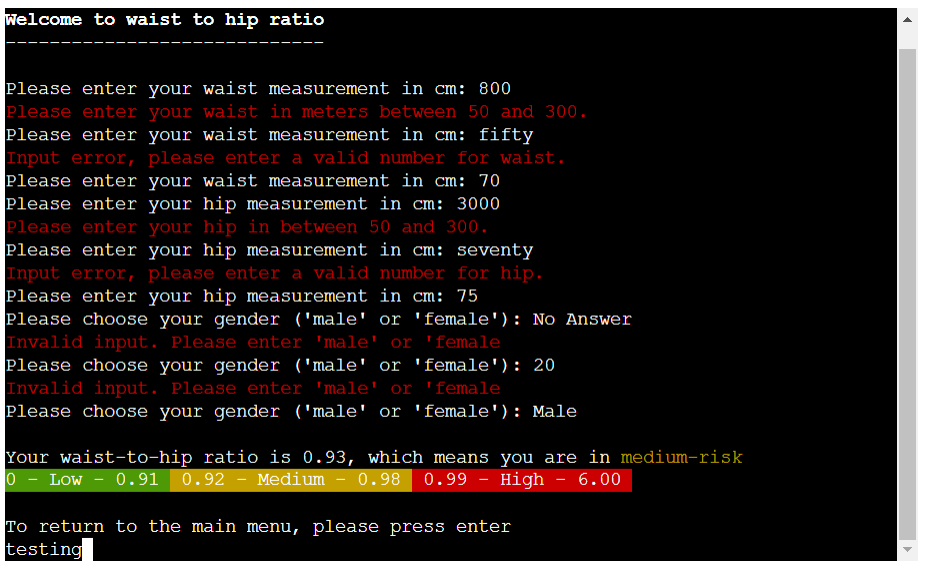 Welcome to waist to hip ratio
-----------------------------
Please enter your waist measurement in cm: 800
Please enter your waist in meters between 50 and 300.
Please enter your waist measurement in cm: fifty
Input error, please enter a valid number for waist.
Please enter your waist measurement in cm: 70
Please enter your hip measurement in cm: 3000
Please enter your hip in between 50 and 300.
Please enter your hip measurement in cm: seventy
Input error, please enter a valid number for hip.
Please enter your hip measurement in cm: 75
Please choose your gender ('male' or 'female'): No Answer
Invalid input. Please enter 'male' or 'female
Please choose your gender ('male' or 'female'): 20
Invalid input. Please enter 'male' or 'female
Please choose your gender ('male' or 'female'): Male
Your waist-to-hip ratio is 0.93, which means you are in medium-risk
0 - Low - 0.91 0.92 - Medium - 0.98 0.99 - High - 6.00
To return to the main menu, please press enter
testing